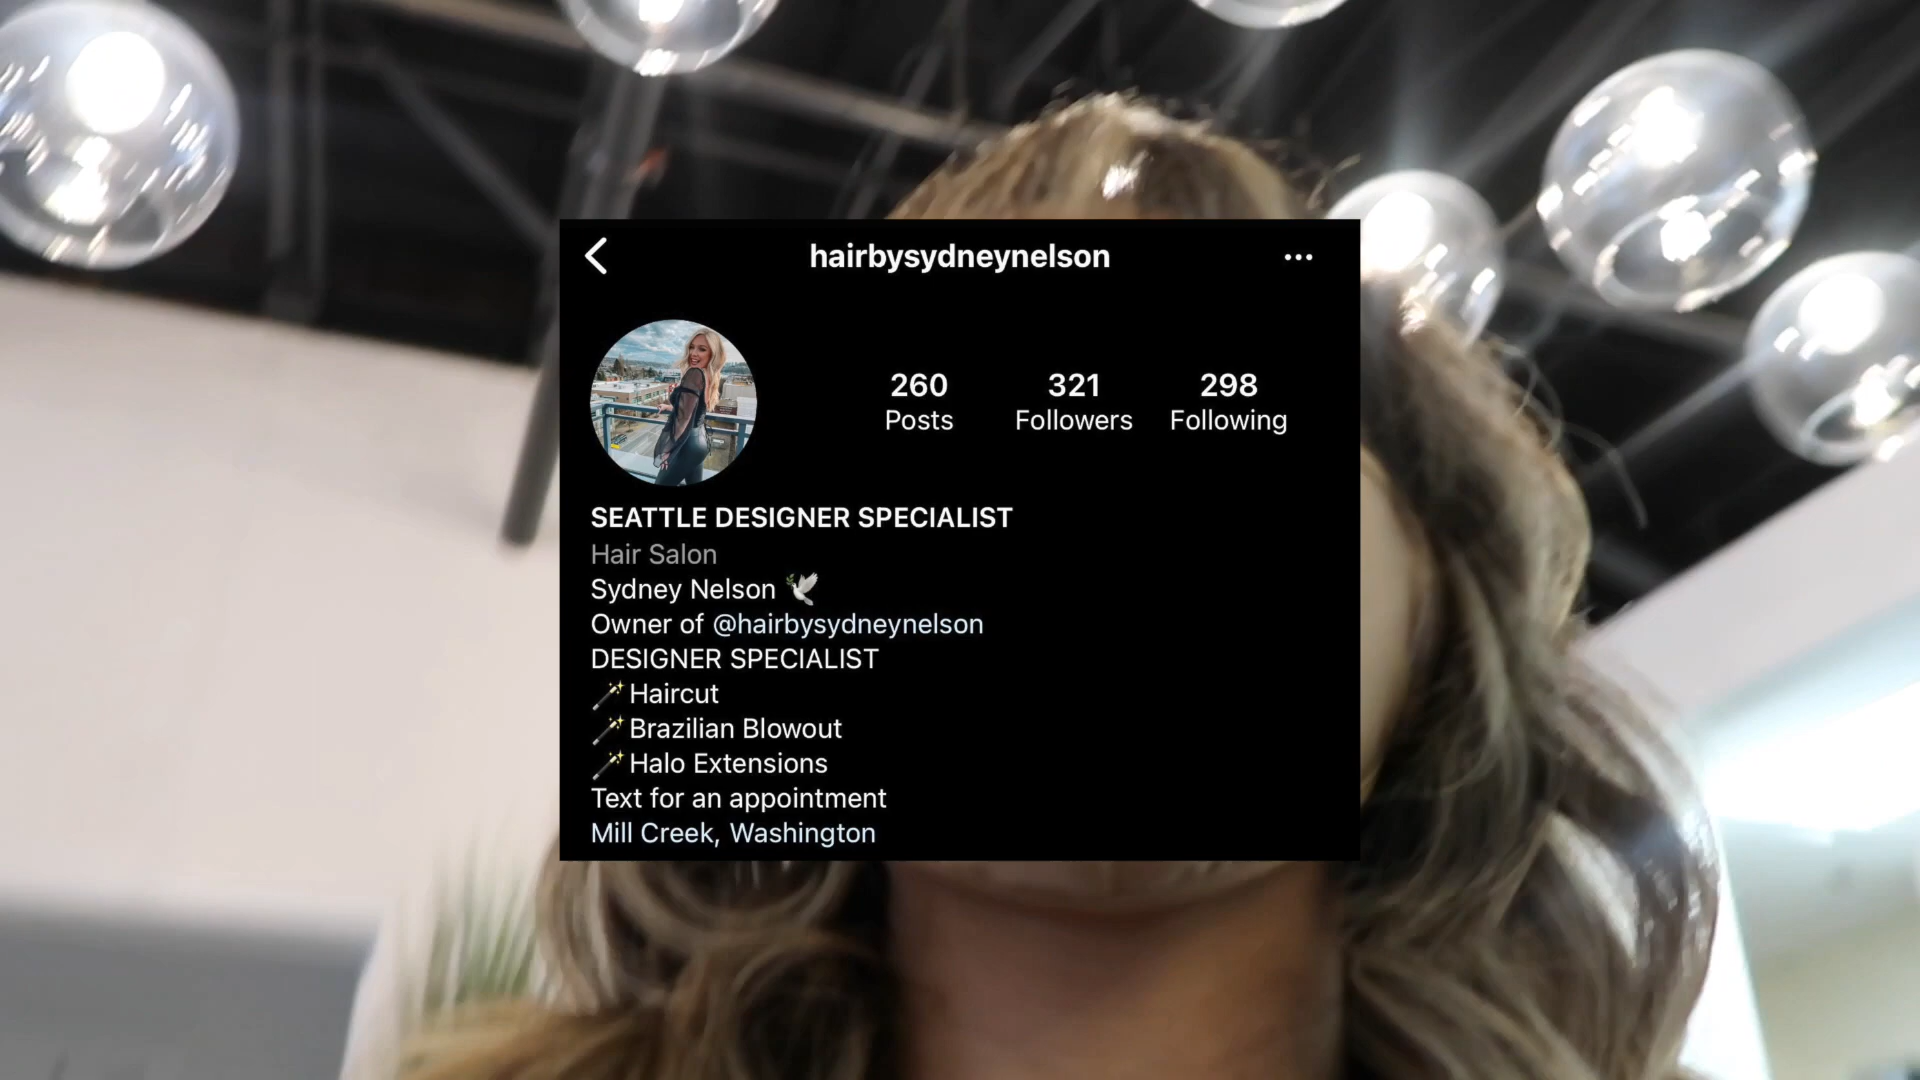 hairbysydneynelson
260 321 298
Posts Followers Following
SEATTLE DESIGNER SPECIALIST
Hair Salon
Sydney Nelson 🕊️
Owner of @hairbysydneynelson
DESIGNER SPECIALIST
🪄Haircut
🪄Brazilian Blowout
🪄Halo Extensions
Text for an appointment
Mill Creek, Washington